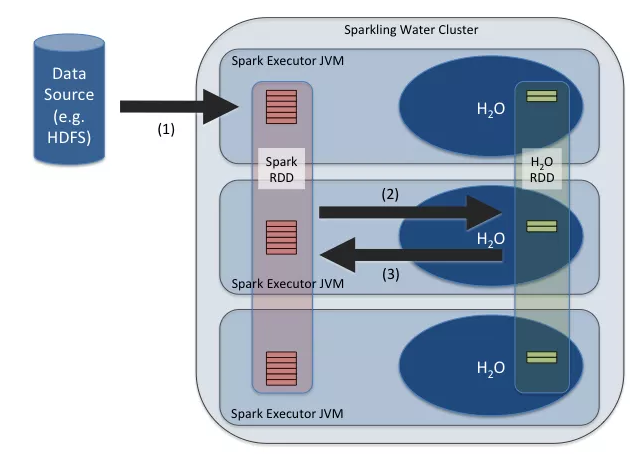 Sparkling Water Cluster
Spark Executor JVM
Data
Source
(e.g.
HDFS)
(1)
H₂O
Spark
RDD
H₂O
RDD
(2)
H₂O
(3)
Spark Executor JVM
H₂O
Spark Executor JVM